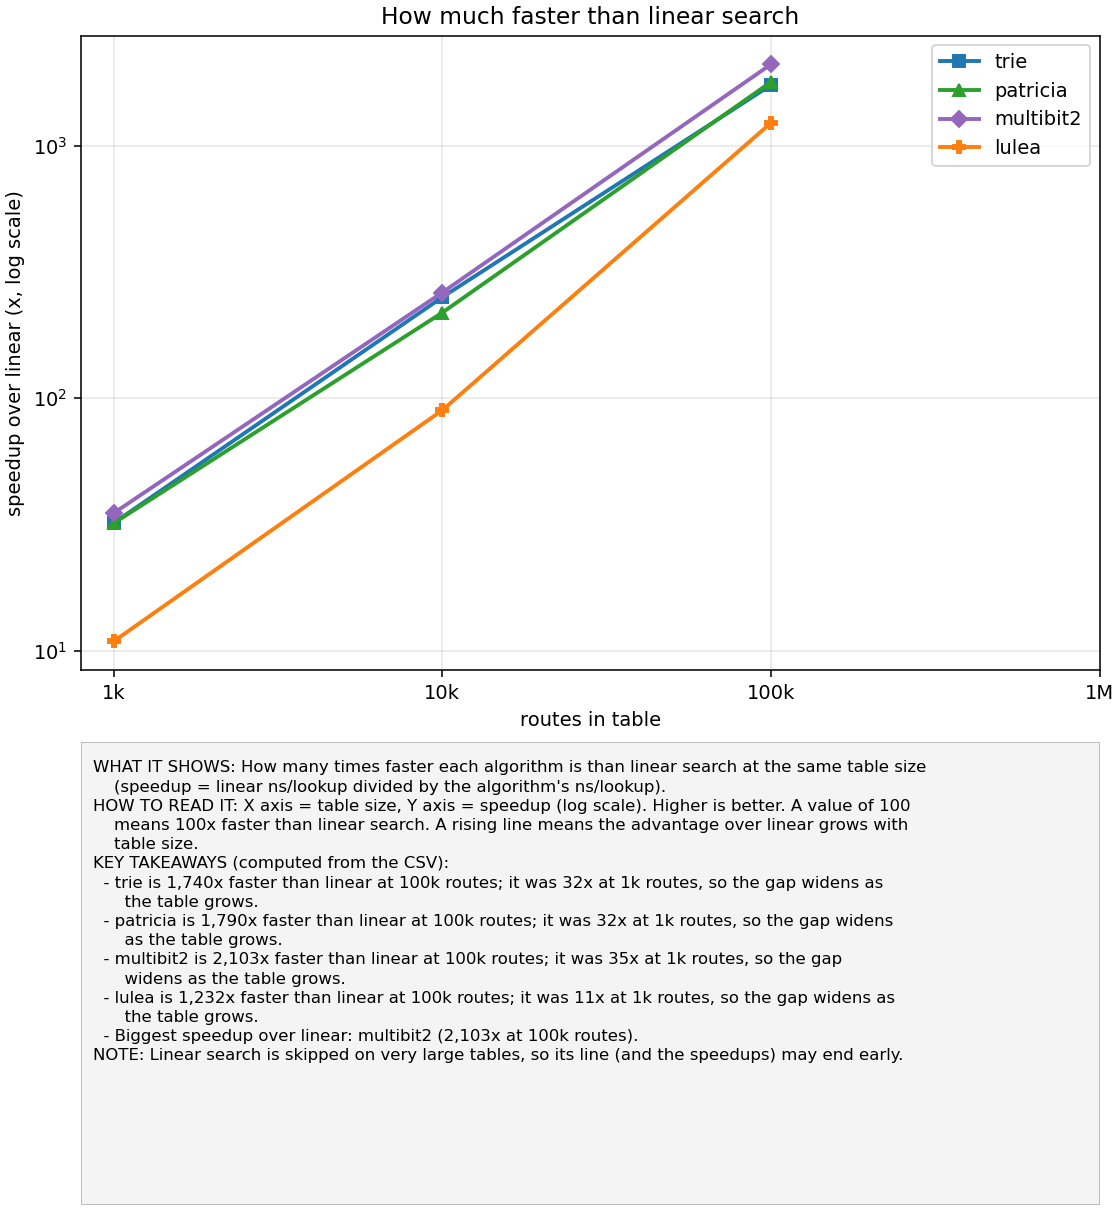 How much faster than linear search
trie
patricia
multibit2
lulea
speedup over linear (x, log scale)
10³
10²
10¹
1k 10k 100k 1M
routes in table
WHAT IT SHOWS: How many times faster each algorithm is than linear search at the same table size
(speedup = linear ns/lookup divided by the algorithm's ns/lookup).
HOW TO READ IT: X axis = table size, Y axis = speedup (log scale). Higher is better. A value of 100
means 100x faster than linear search. A rising line means the advantage over linear grows with
table size.
KEY TAKEAWAYS (computed from the CSV):
- trie is 1,740x faster than linear at 100k routes; it was 32x at 1k routes, so the gap widens as
the table grows.
- patricia is 1,790x faster than linear at 100k routes; it was 32x at 1k routes, so the gap widens
as the table grows.
- multibit2 is 2,103x faster than linear at 100k routes; it was 35x at 1k routes, so the gap
widens as the table grows.
- lulea is 1,232x faster than linear at 100k routes; it was 11x at 1k routes, so the gap widens as
the table grows.
- Biggest speedup over linear: multibit2 (2,103x at 100k routes).
NOTE: Linear search is skipped on very large tables, so its line (and the speedups) may end early.